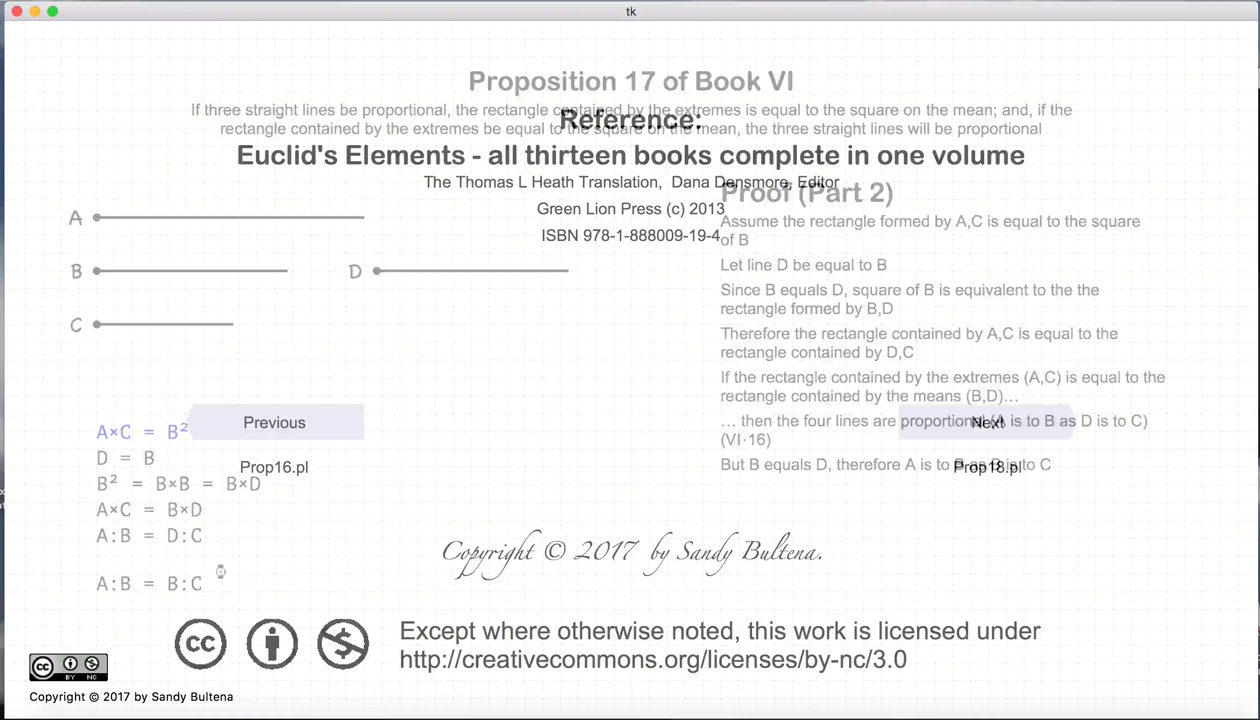 tk
Proposition 17 of Book VI
If three straight lines be proportional, the rectangle contained by the extremes is equal to the square on the mean; and, if the
rectangle contained by the extremes be equal to the square on the mean, the three straight lines will be proportional
Reference:
Euclid's Elements - all thirteen books complete in one volume
The Thomas L Heath Translation, Dana Densmore, Editor
Green Lion Press (c) 2013
ISBN 978-1-888009-19-4
Proof (Part 2)
Assume the rectangle formed by A,C is equal to the square
of B
Let line D be equal to B
Since B equals D, square of B is equivalent to the the
rectangle formed by B,D
Therefore the rectangle contained by A,C is equal to the
rectangle contained by D,C
If the rectangle contained by the extremes (A,C) is equal to the
rectangle contained by the means (B,D)...
... then the four lines are proportional (A is to B as D is to C)
(VI·16)
But B equals D, therefore A is to B as B is to C
A
B
D
C
A×C = B²
D = B
B² = B×B = B×D
A×C = B×D
A:B = D:C
A:B = B:C
Previous
Prop16.pl
Next
Prop18.pl
Copyright © 2017 by Sandy Bultena.
cc
Except where otherwise noted, this work is licensed under
http://creativecommons.org/licenses/by-nc/3.0
cc
BY NC
Copyright © 2017 by Sandy Bultena